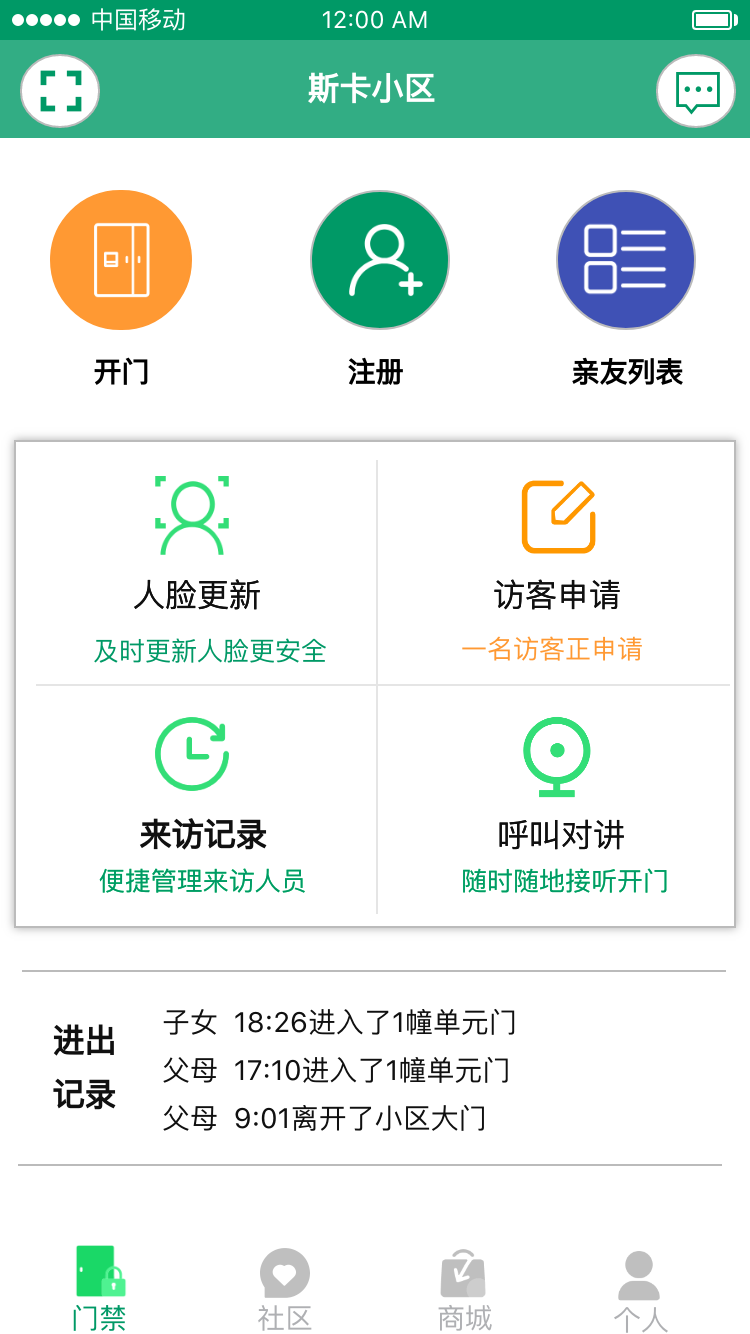 中国移动 12:00 AM
斯卡小区
开门 注册 亲友列表
人脸更新 访客申请
及时更新人脸更安全 一名访客正申请
来访记录 呼叫对讲
便捷管理来访人员 随时随地接听开门
进出
记录
子女 18:26进入了1幢单元门
父母 17:10进入了1幢单元门
父母 9:01离开了小区大门
门禁 社区 商城 个人